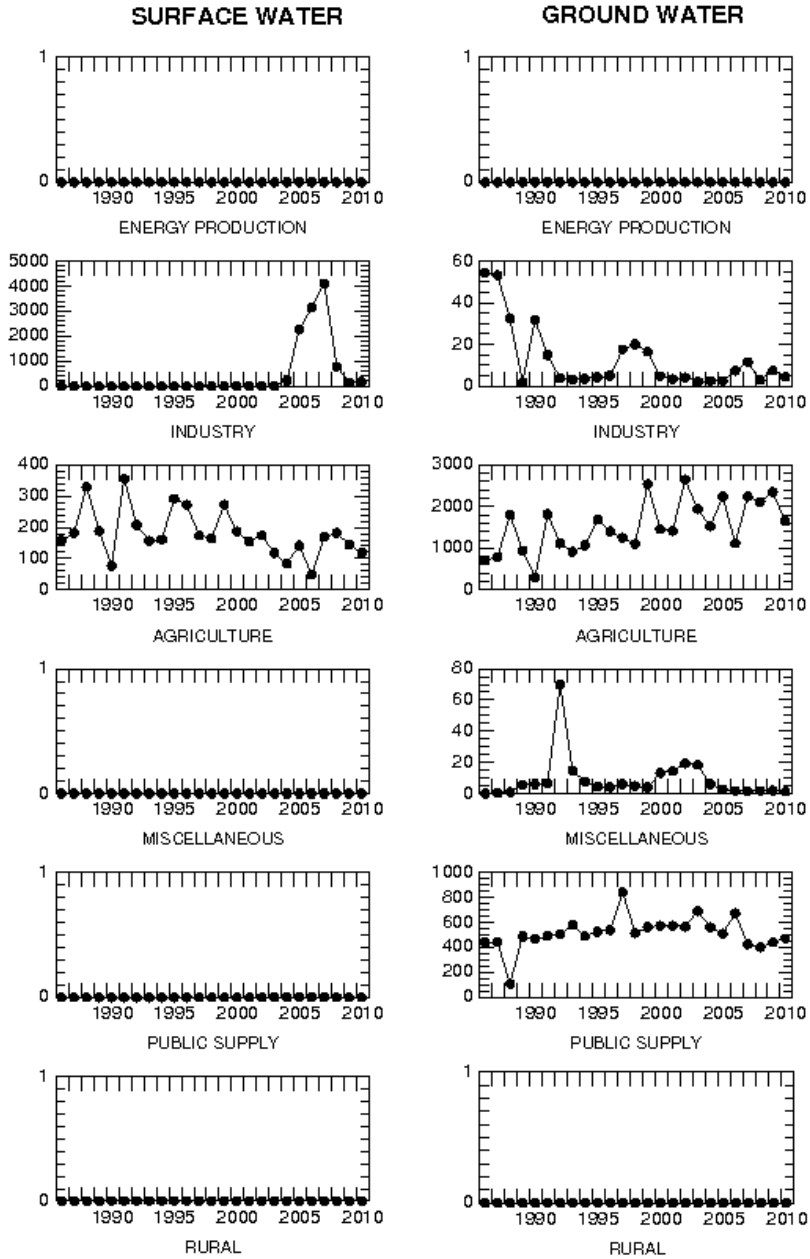 SURFACE WATER GROUND WATER
1 1
0 0
1990 1995 2000 2005 2010 1990 1995 2000 2005 2010
ENERGY PRODUCTION ENERGY PRODUCTION
5000 60
4000
3000 40
2000 20
1000
0 0
1990 1995 2000 2005 2010 1990 1995 2000 2005 2010
INDUSTRY INDUSTRY
400 3000
300 2000
200
100 1000
0 0
1990 1995 2000 2005 2010 1990 1995 2000 2005 2010
AGRICULTURE AGRICULTURE
1 80
60
40
20
0 0
1990 1995 2000 2005 2010 1990 1995 2000 2005 2010
MISCELLANEOUS MISCELLANEOUS
1 1000
800
600
400
200
0 0
1990 1995 2000 2005 2010 1990 1995 2000 2005 2010
PUBLIC SUPPLY PUBLIC SUPPLY
1 1
0 0
1990 1995 2000 2005 2010 1990 1995 2000 2005 2010
RURAL RURAL